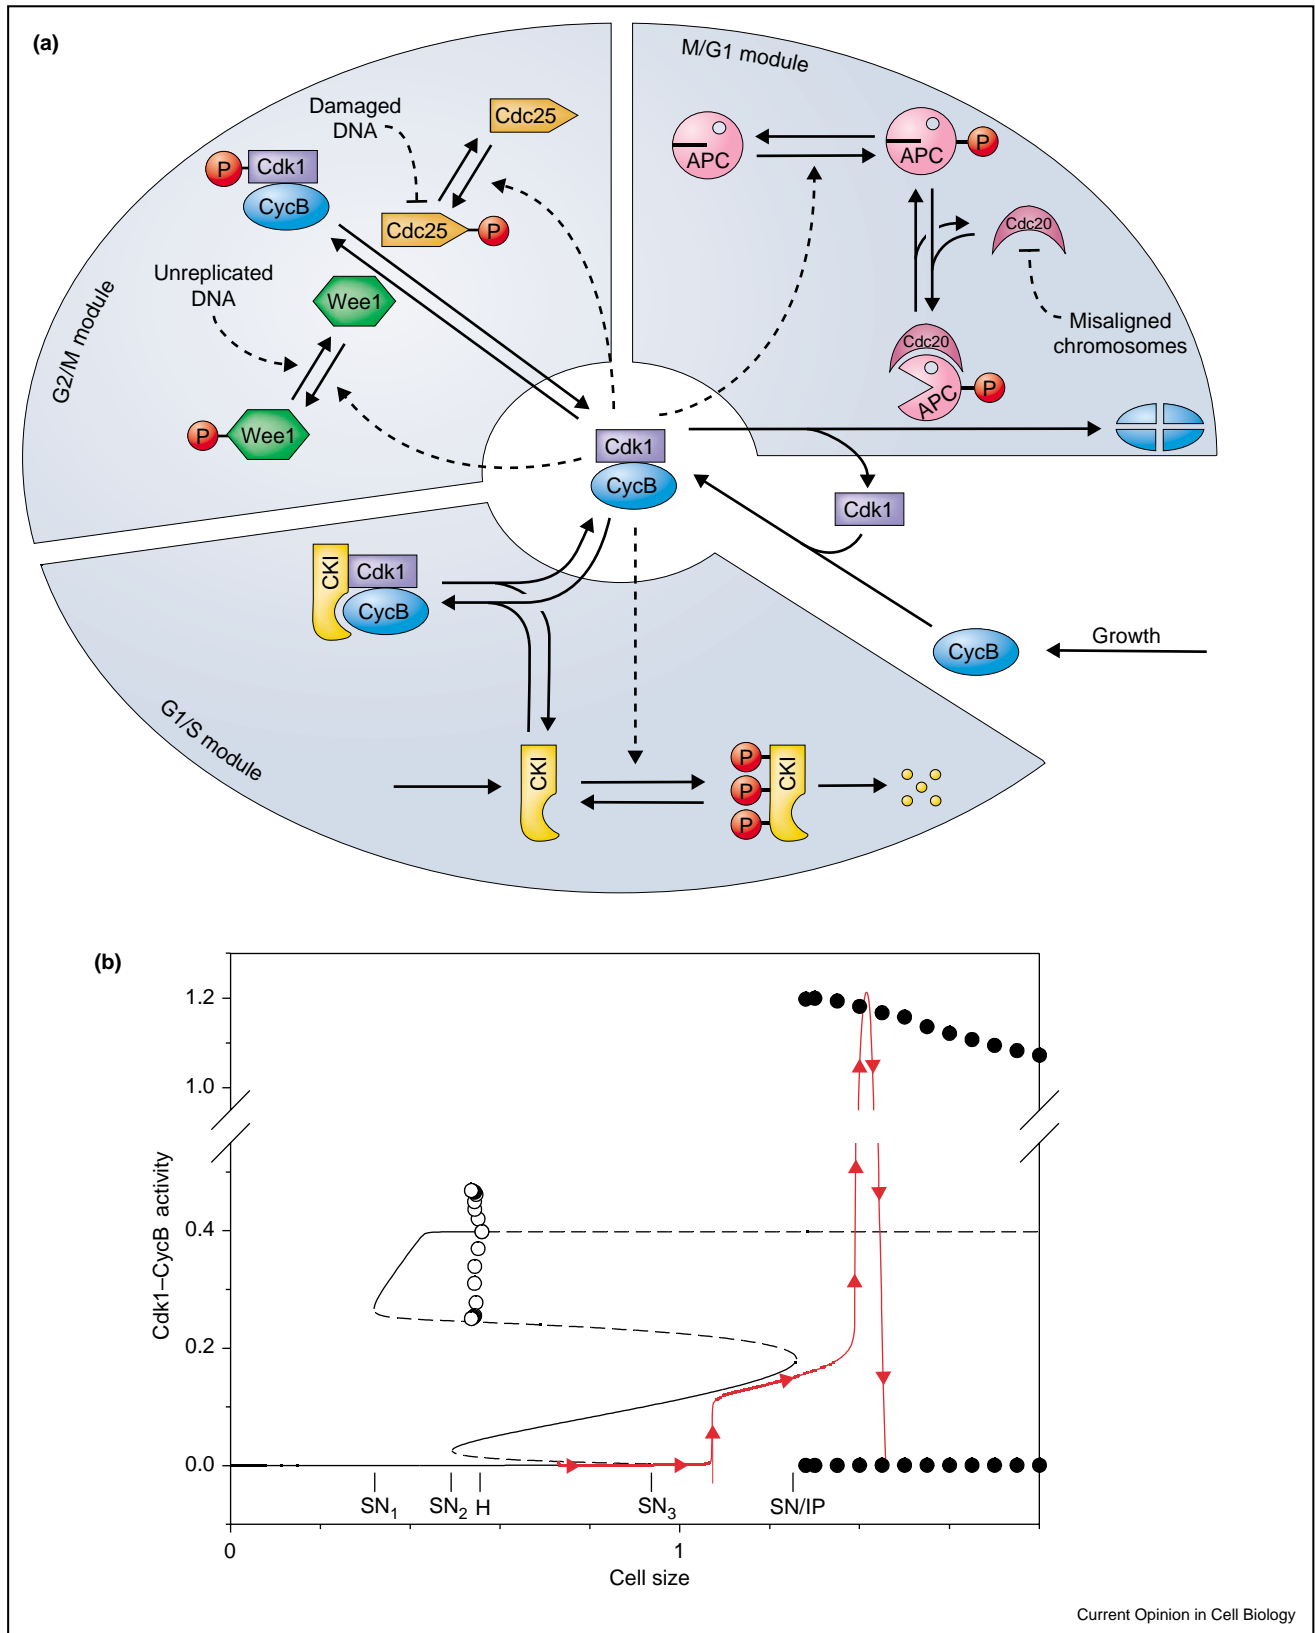 (a)
M/G1 module
Damaged
DNA
Cdc25
P
Cdk1
CycB
Cdc25
P
APC
APC
P
Cdc20
Unreplicated
DNA
Wee1
G2/M module
Misaligned
chromosomes
Cdc20
APC
P
P
Wee1
Cdk1
CycB
Cdk1
CKI
Cdk1
CycB
CycB
Growth
G1/S module
CKI
P
P
P
CKI
(b)
1.2
1.0
Cdk1–CycB activity
0.4
0.2
0.0
SN1
SN2
H
SN3
SN/IP
0
1
Cell size
Current Opinion in Cell Biology